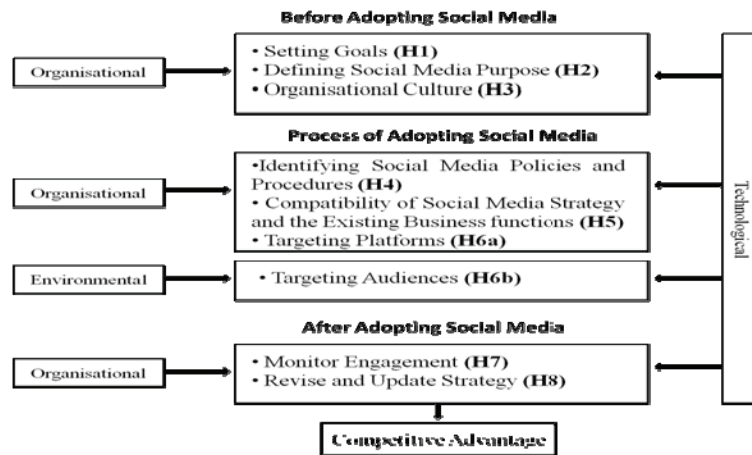 Before Adopting Social Media
Organisational
• Setting Goals (H1)
• Defining Social Media Purpose (H2)
• Organisational Culture (H3)
Process of Adopting Social Media
Organisational
•Identifying Social Media Policies and
Procedures (H4)
• Compatibility of Social Media Strategy
and the Existing Business functions (H5)
• Targeting Platforms (H6a)
Environmental
• Targeting Audiences (H6b)
After Adopting Social Media
Organisational
• Monitor Engagement (H7)
• Revise and Update Strategy (H8)
Technological
Competitive Advantage